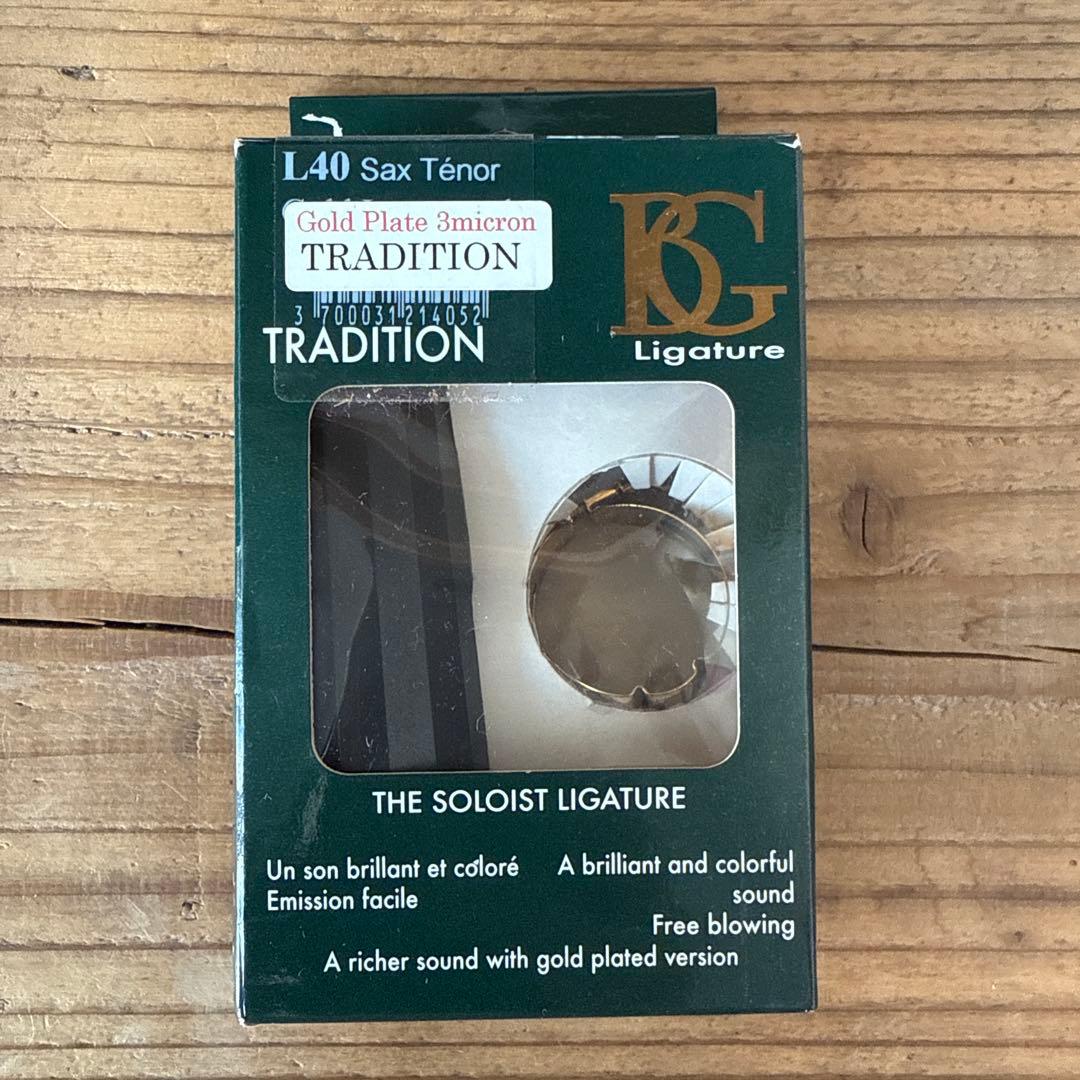 L40 Sax Ténor
Gold Plate 3micron
TRADITION
3 700031 214052
TRADITION
BG
Ligature
THE SOLOIST LIGATURE
Un son brillant et coloré
Emission facile
A brilliant and colorful
sound
Free blowing
A richer sound with gold plated version